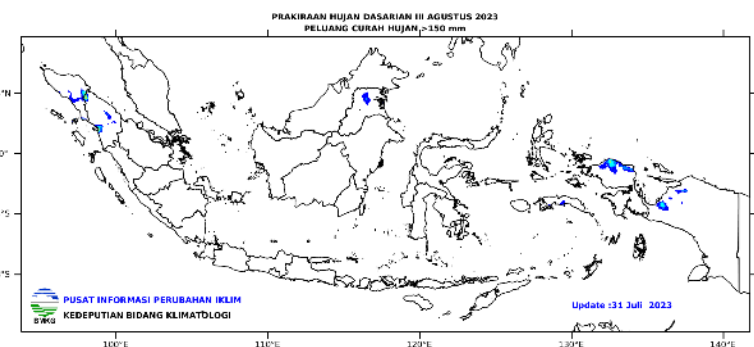 PRAKIRAAN HUJAN DASARIAN III AGUSTUS 2023
PELUANG CURAH HUJAN >150 mm
°N
0°
°S
°S
PUSAT INFORMASI PERUBAHAN IKLIM
Update :31 Juli 2023
BMKG
KEDEPUTIAN BIDANG KLIMATOLOGI
100°E 110°E 120°E 130°E 140°E